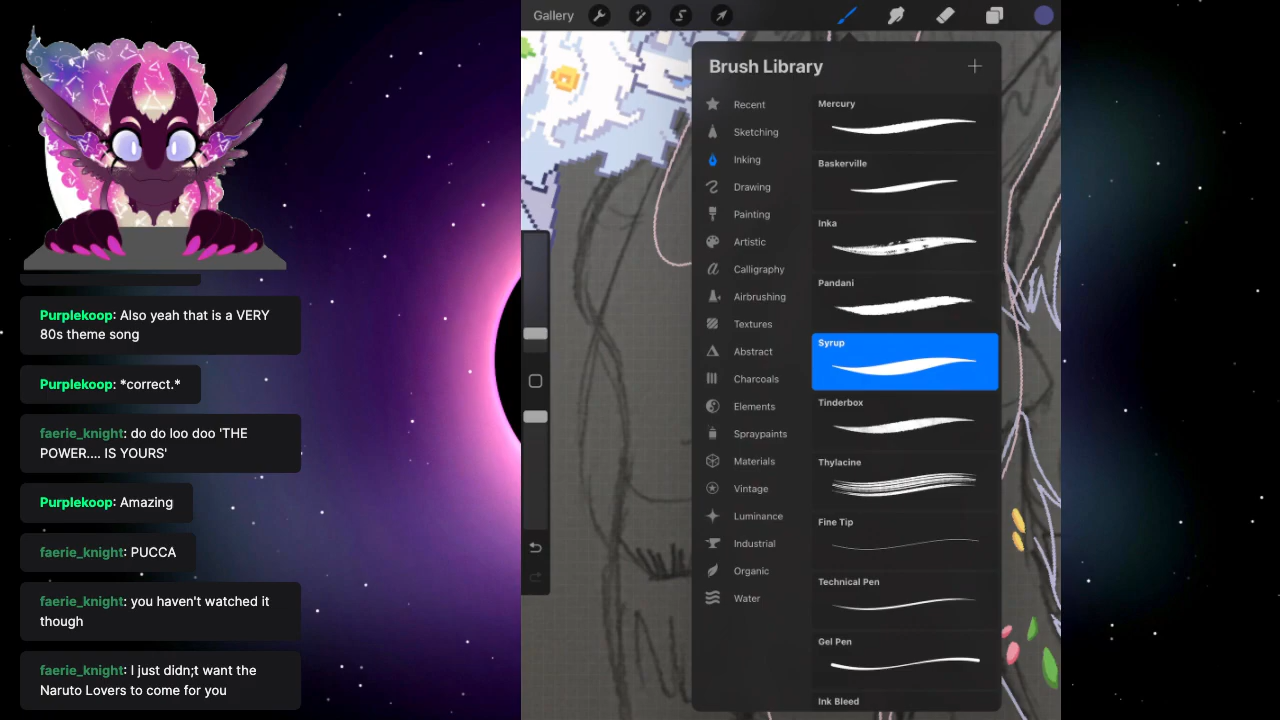 Purplekoop: Also yeah that is a VERY
80s theme song
Purplekoop: *correct.*
faerie_knight: do do loo doo 'THE
POWER.... IS YOURS'
Purplekoop: Amazing
faerie_knight: PUCCA
faerie_knight: you haven't watched it
though
faerie_knight: I just didn;t want the
Naruto Lovers to come for you
Gallery
Brush Library
Recent
Sketching
Inking
Drawing
Painting
Artistic
Calligraphy
Airbrushing
Textures
Abstract
Charcoals
Elements
Spraypaints
Materials
Vintage
Luminance
Industrial
Organic
Water
Mercury
Baskerville
Inka
Pandani
Syrup
Tinderbox
Thylacine
Fine Tip
Technical Pen
Gel Pen
Ink Bleed